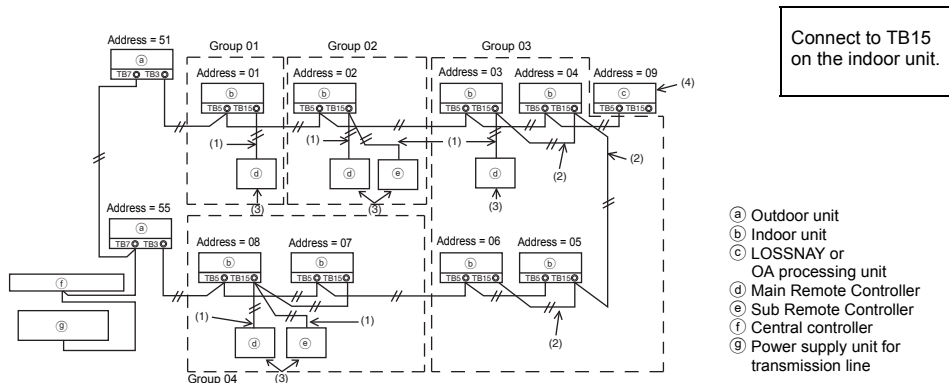 Group 01 Group 02 Group 03
Address = 51
Address = 01 Address = 02 Address = 03 Address = 04 Address = 09
ⓐ ⓑ ⓑ ⓑ ⓑ ⓒ (4)
TB7 TB3 TB5 TB15 TB5 TB15 TB5 TB15 TB5 TB15 TB5 TB15
(1) (1) (1) (2) (2)
ⓓ ⓓ ⓔ ⓓ
(3) (3) (3)
Address = 55
Address = 08 Address = 07 Address = 06 Address = 05
ⓐ ⓑ ⓑ ⓑ ⓑ
TB7 TB3 TB5 TB15 TB5 TB15 TB5 TB15 TB5 TB15
ⓕ
(1) (1) (2)
ⓖ ⓓ ⓔ
Group 04 (3)
Connect to TB15
on the indoor unit.
ⓐ Outdoor unit
ⓑ Indoor unit
ⓒ LOSSNAY or
OA processing unit
ⓓ Main Remote Controller
ⓔ Sub Remote Controller
ⓕ Central controller
ⓖ Power supply unit for
transmission line